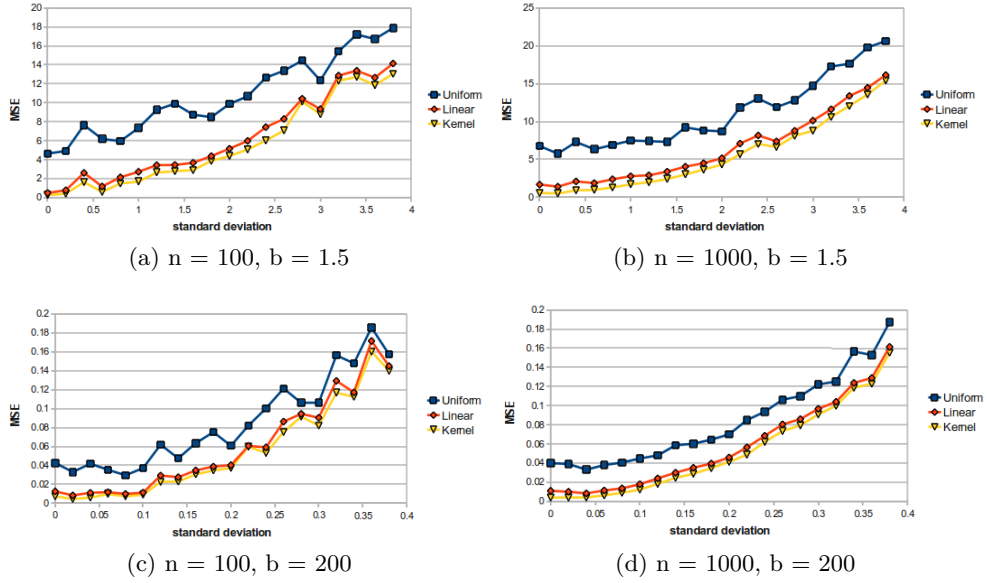 20
18
16
14
12
10
8
6
4
2
0
MSE
0 0.5 1 1.5 2 2.5 3 3.5 4
standard deviation
Uniform
Linear
Kernel
(a) n = 100, b = 1.5
25
20
15
10
5
0
MSE
0 0.5 1 1.5 2 2.5 3 3.5 4
standard deviation
Uniform
Linear
Kernel
(b) n = 1000, b = 1.5
0.2
0.18
0.16
0.14
0.12
0.1
0.08
0.06
0.04
0.02
0
MSE
0 0.05 0.1 0.15 0.2 0.25 0.3 0.35 0.4
standard deviation
Uniform
Linear
Kernel
(c) n = 100, b = 200
0.2
0.18
0.16
0.14
0.12
0.1
0.08
0.06
0.04
0.02
0
MSE
0 0.05 0.1 0.15 0.2 0.25 0.3 0.35 0.4
standard deviation
Uniform
Linear
Kernel
(d) n = 1000, b = 200